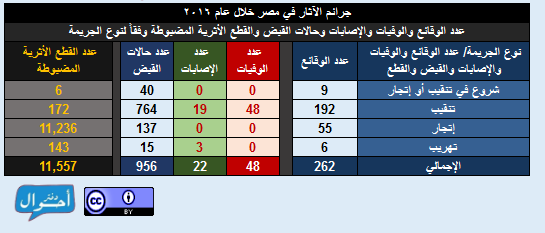 جرائم الآثار في مصر خلال عام ٢٠١٦
عدد الوقائع والوفيات والإصابات وحالات القبض والقطع الأثرية المضبوطة وفقاً لنوع الجريمة
نوع الجريمة/ عدد الوقائع والوفيات والإصابات والقبض والقطع عدد الوقائع عدد الوفيات عدد الإصابات عدد حالات القبض عدد القطع الأثرية المضبوطة
شروع في تنقيب أو إتجار 9 0 0 40 6
تنقيب 192 48 19 764 172
إتجار 55 0 0 137 11,236
تهريب 6 0 3 15 143
الإجمالي 262 48 22 956 11,557
دفتر أحوال
cc
BY